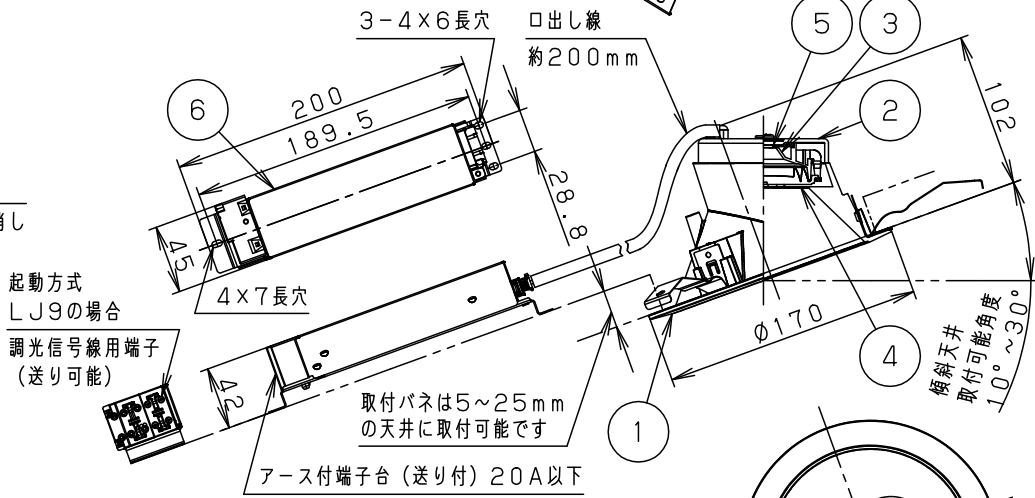 3-4×6長穴
口出し線
約200mm
5
3
200
189.5
6
2
102
消し
45
28.8
4×7長穴
起動方式
LJ9の場合
調光信号線用端子
(送り可能)
φ170
4
傾斜天井
取付可能角度
10°~30°
42
取付バネは5~25mm
の天井に取付可能です
1
アース付端子台(送り付)20A以下